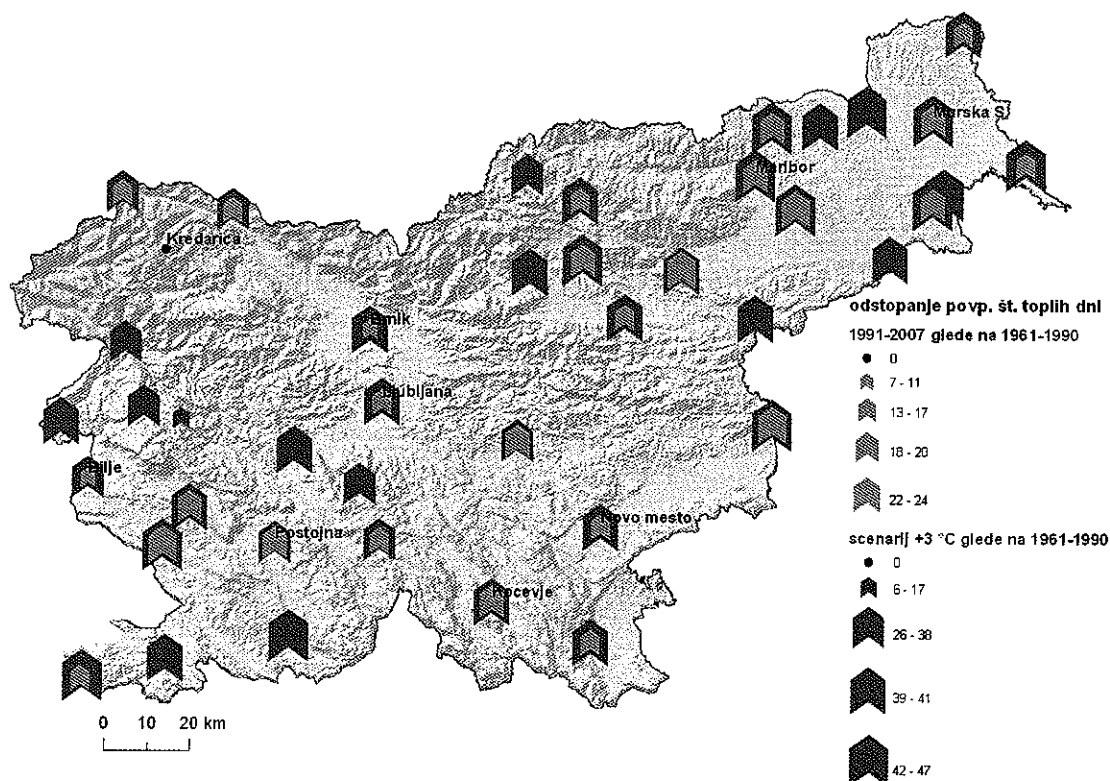 Murska S.
Maribor
Kredarica
Brnik
Ljubljana
Bilje
Postojna
Novo mesto
Kočevje
0 10 20 km
odstopanje povp. št. toplih dni
1991-2007 glede na 1961-1990
0
7 - 11
13 - 17
18 - 20
22 - 24
scenarij +3 °C glede na 1961-1990
0
6 - 17
26 - 38
39 - 41
42 - 47